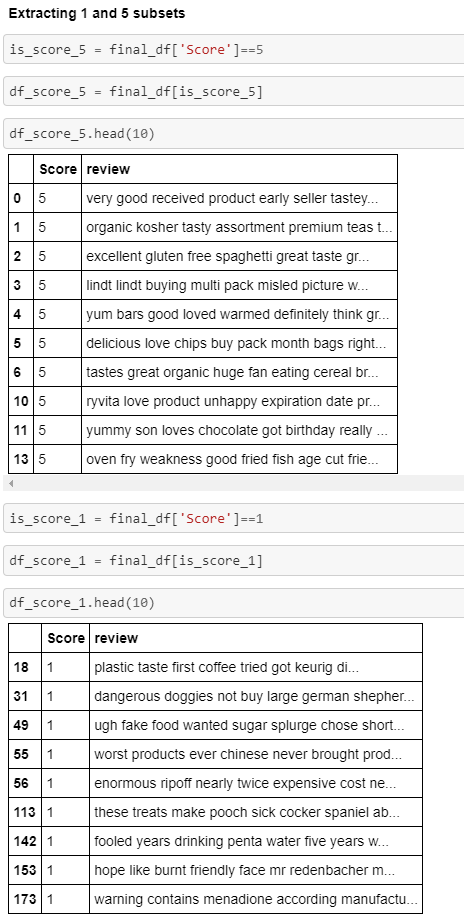 Extracting 1 and 5 subsets
is_score_5 = final_df['Score']==5
df_score_5 = final_df[is_score_5]
df_score_5.head(10)
Score review
0 5 very good received product early seller tastey...
1 5 organic kosher tasty assortment premium teas t...
2 5 excellent gluten free spaghetti great taste gr...
3 5 lindt lindt buying multi pack misled picture w...
4 5 yum bars good loved warmed definitely think gr...
5 5 delicious love chips buy pack month bags right...
6 5 tastes great organic huge fan eating cereal br...
10 5 ryvita love product unhappy expiration date pr...
11 5 yummy son loves chocolate got birthday really ...
13 5 oven fry weakness good fried fish age cut frie...
is_score_1 = final_df['Score']==1
df_score_1 = final_df[is_score_1]
df_score_1.head(10)
Score review
18 1 plastic taste first coffee tried got keurig di...
31 1 dangerous doggies not buy large german shepher...
49 1 ugh fake food wanted sugar splurge chose short...
55 1 worst products ever chinese never brought prod...
56 1 enormous ripoff nearly twice expensive cost ne...
113 1 these treats make pooch sick cocker spaniel ab...
142 1 fooled years drinking penta water five years w...
153 1 hope like burnt friendly face mr redenbacher m...
173 1 warning contains menadione according manufactu...